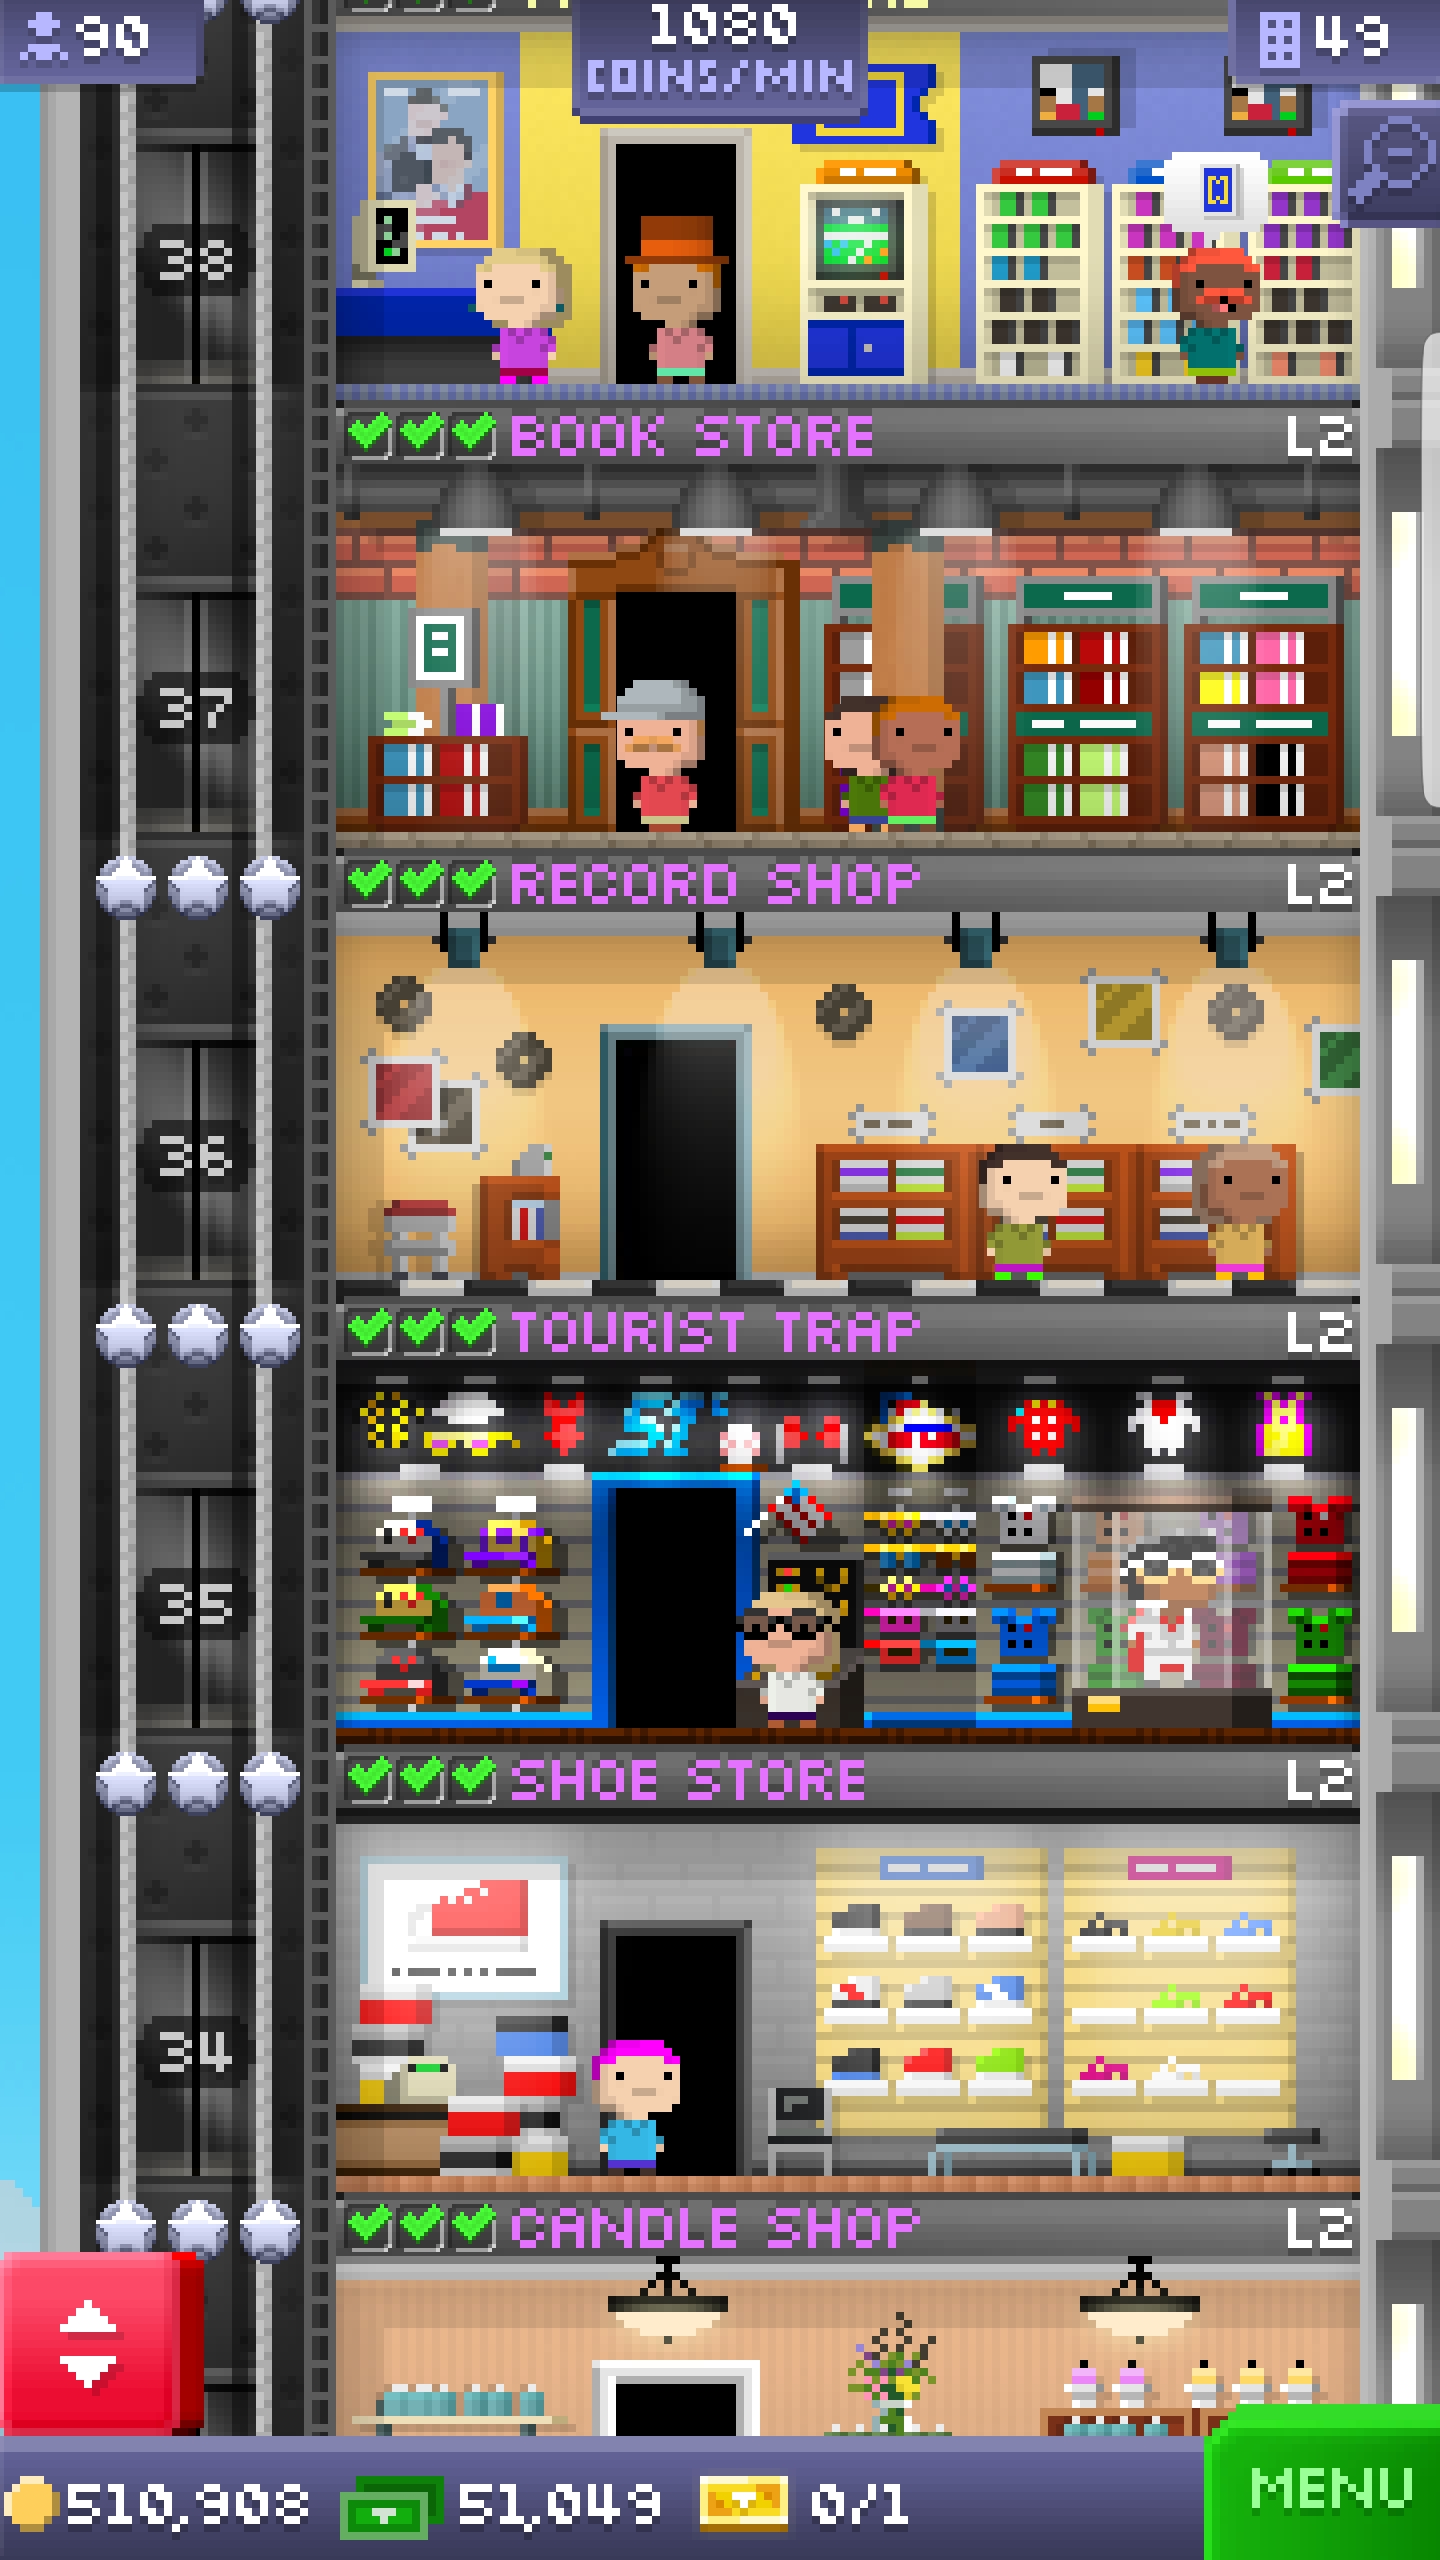 90
1080
COINS/MIN
49
38
BOOK STORE L2
37
RECORD SHOP L2
36
TOURIST TRAP L2
35
SHOE STORE L2
34
CANDLE SHOP L2
510,908 51,049 0/1
MENU